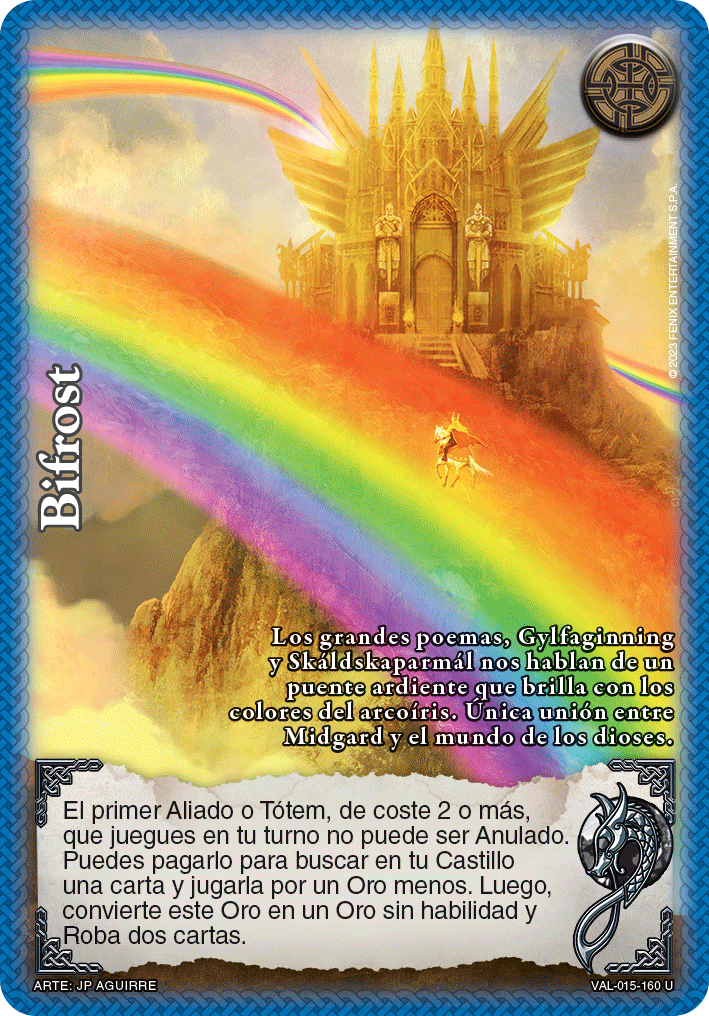 © 2023 FENIX ENTERTAINMENT S.P.A.
Bifrost
Los grandes poemas, Gylfaginning
y Skáldskaparmál nos hablan de un
puente ardiente que brilla con los
colores del arcoíris. Única unión entre
Midgard y el mundo de los dioses.
El primer Aliado o Tótem, de coste 2 o más,
que juegues en tu turno no puede ser Anulado.
Puedes pagarlo para buscar en tu Castillo
una carta y jugarla por un Oro menos. Luego,
convierte este Oro en un Oro sin habilidad y
Roba dos cartas.
ARTE: JP AGUIRRE
VAL-015-160 U